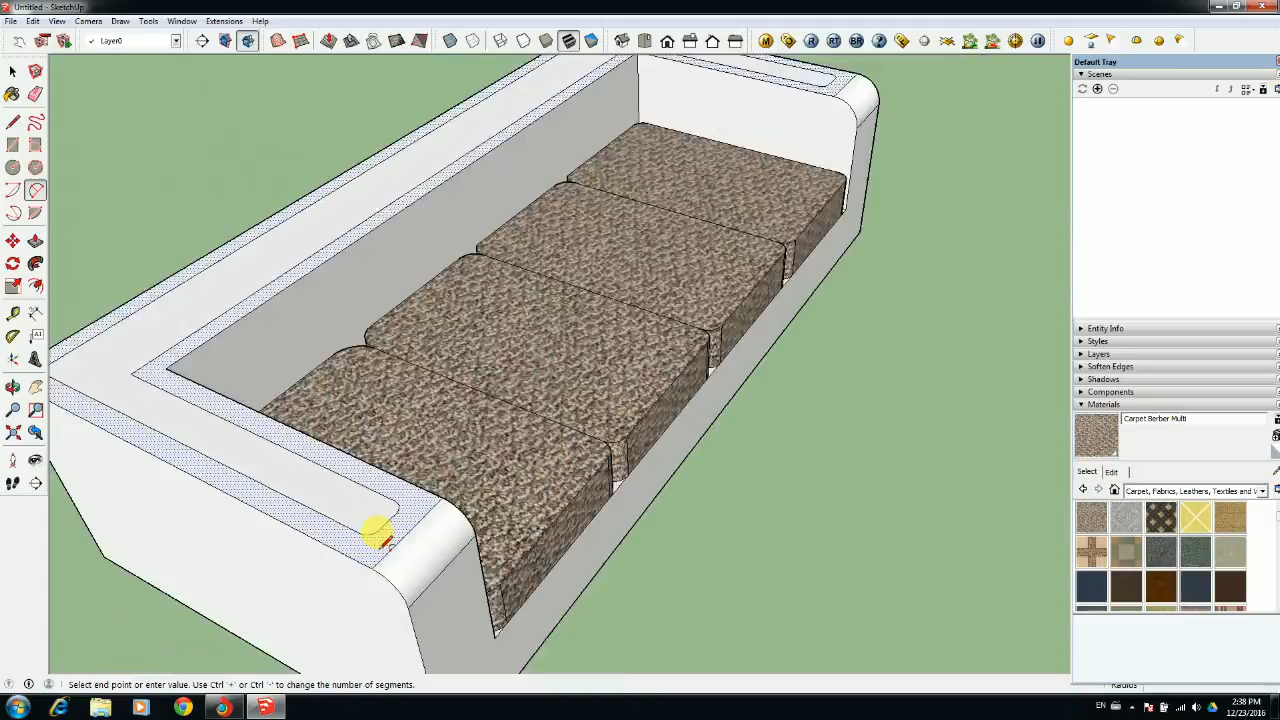 Untitled - SketchUp
File Edit View Camera Draw Tools Window Extensions Help
Layer0
M R RT BR
Default Tray
Scenes
A1
Entity Info
Styles
Layers
Soften Edges
Shadows
Components
Materials
Carpet Berber Multi
Select Edit
Carpet, Fabrics, Leathers, Textiles and
Select end point or enter value. Use Ctrl '+' or Ctrl '-' to change the number of segments.
Radius
EN
2:38 PM
12/23/2016